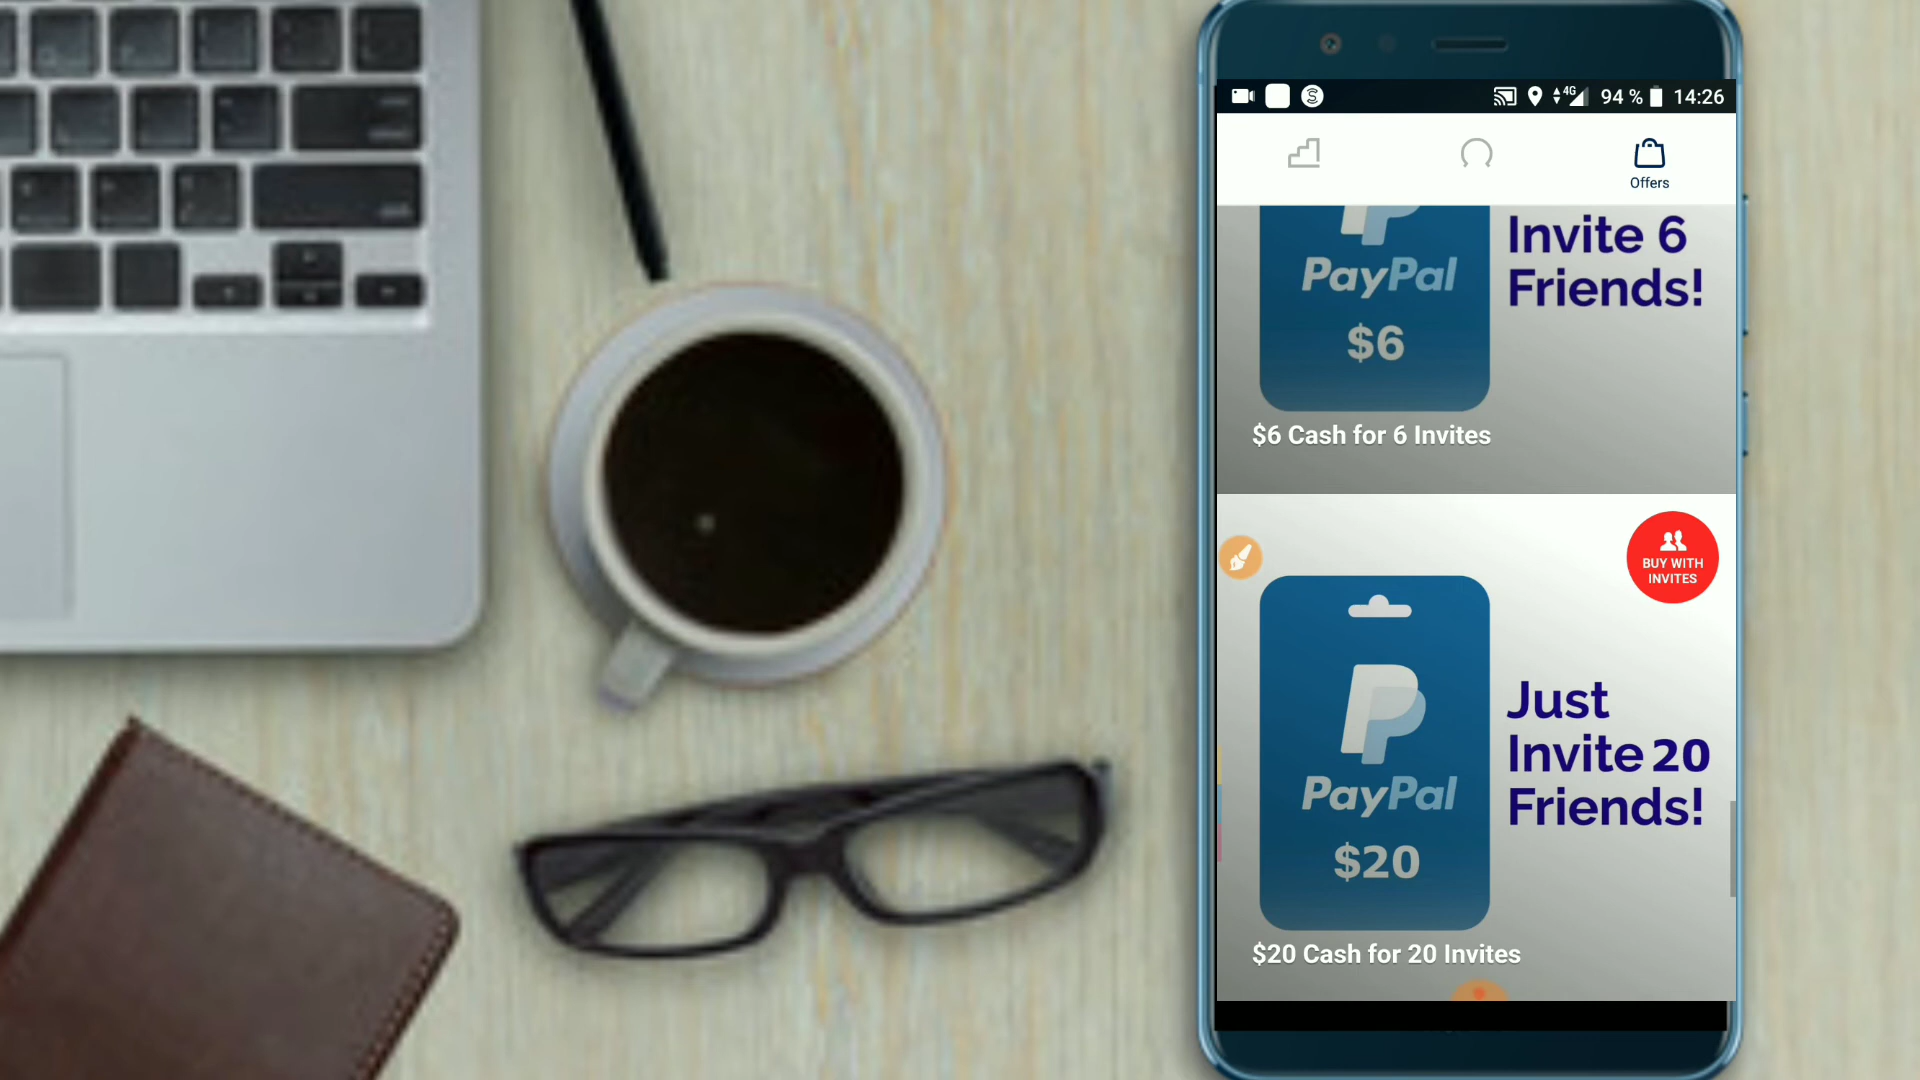 4G 94 % 14:26
Offers
Invite 6
Friends!
PayPal
$6
$6 Cash for 6 Invites
BUY WITH
INVITES
Just
Invite 20
Friends!
PayPal
$20
$20 Cash for 20 Invites